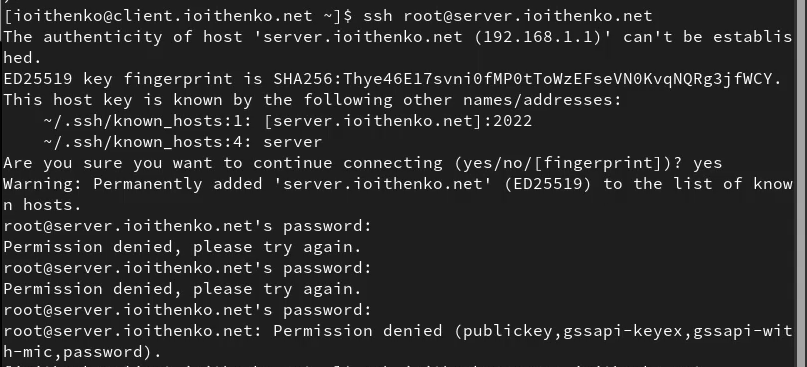 [ioithenko@client.ioithenko.net ~]$ ssh root@server.ioithenko.net
The authenticity of host 'server.ioithenko.net (192.168.1.1)' can't be establis
hed.
ED25519 key fingerprint is SHA256:Thye46E17svni0fMP0tToWzEFseVN0KvqNQRg3jfWCY.
This host key is known by the following other names/addresses:
    ~/.ssh/known_hosts:1: [server.ioithenko.net]:2022
    ~/.ssh/known_hosts:4: server
Are you sure you want to continue connecting (yes/no/[fingerprint])? yes
Warning: Permanently added 'server.ioithenko.net' (ED25519) to the list of know
n hosts.
root@server.ioithenko.net's password:
Permission denied, please try again.
root@server.ioithenko.net's password:
Permission denied, please try again.
root@server.ioithenko.net's password:
root@server.ioithenko.net: Permission denied (publickey,gssapi-keyex,gssapi-wit
h-mic,password).